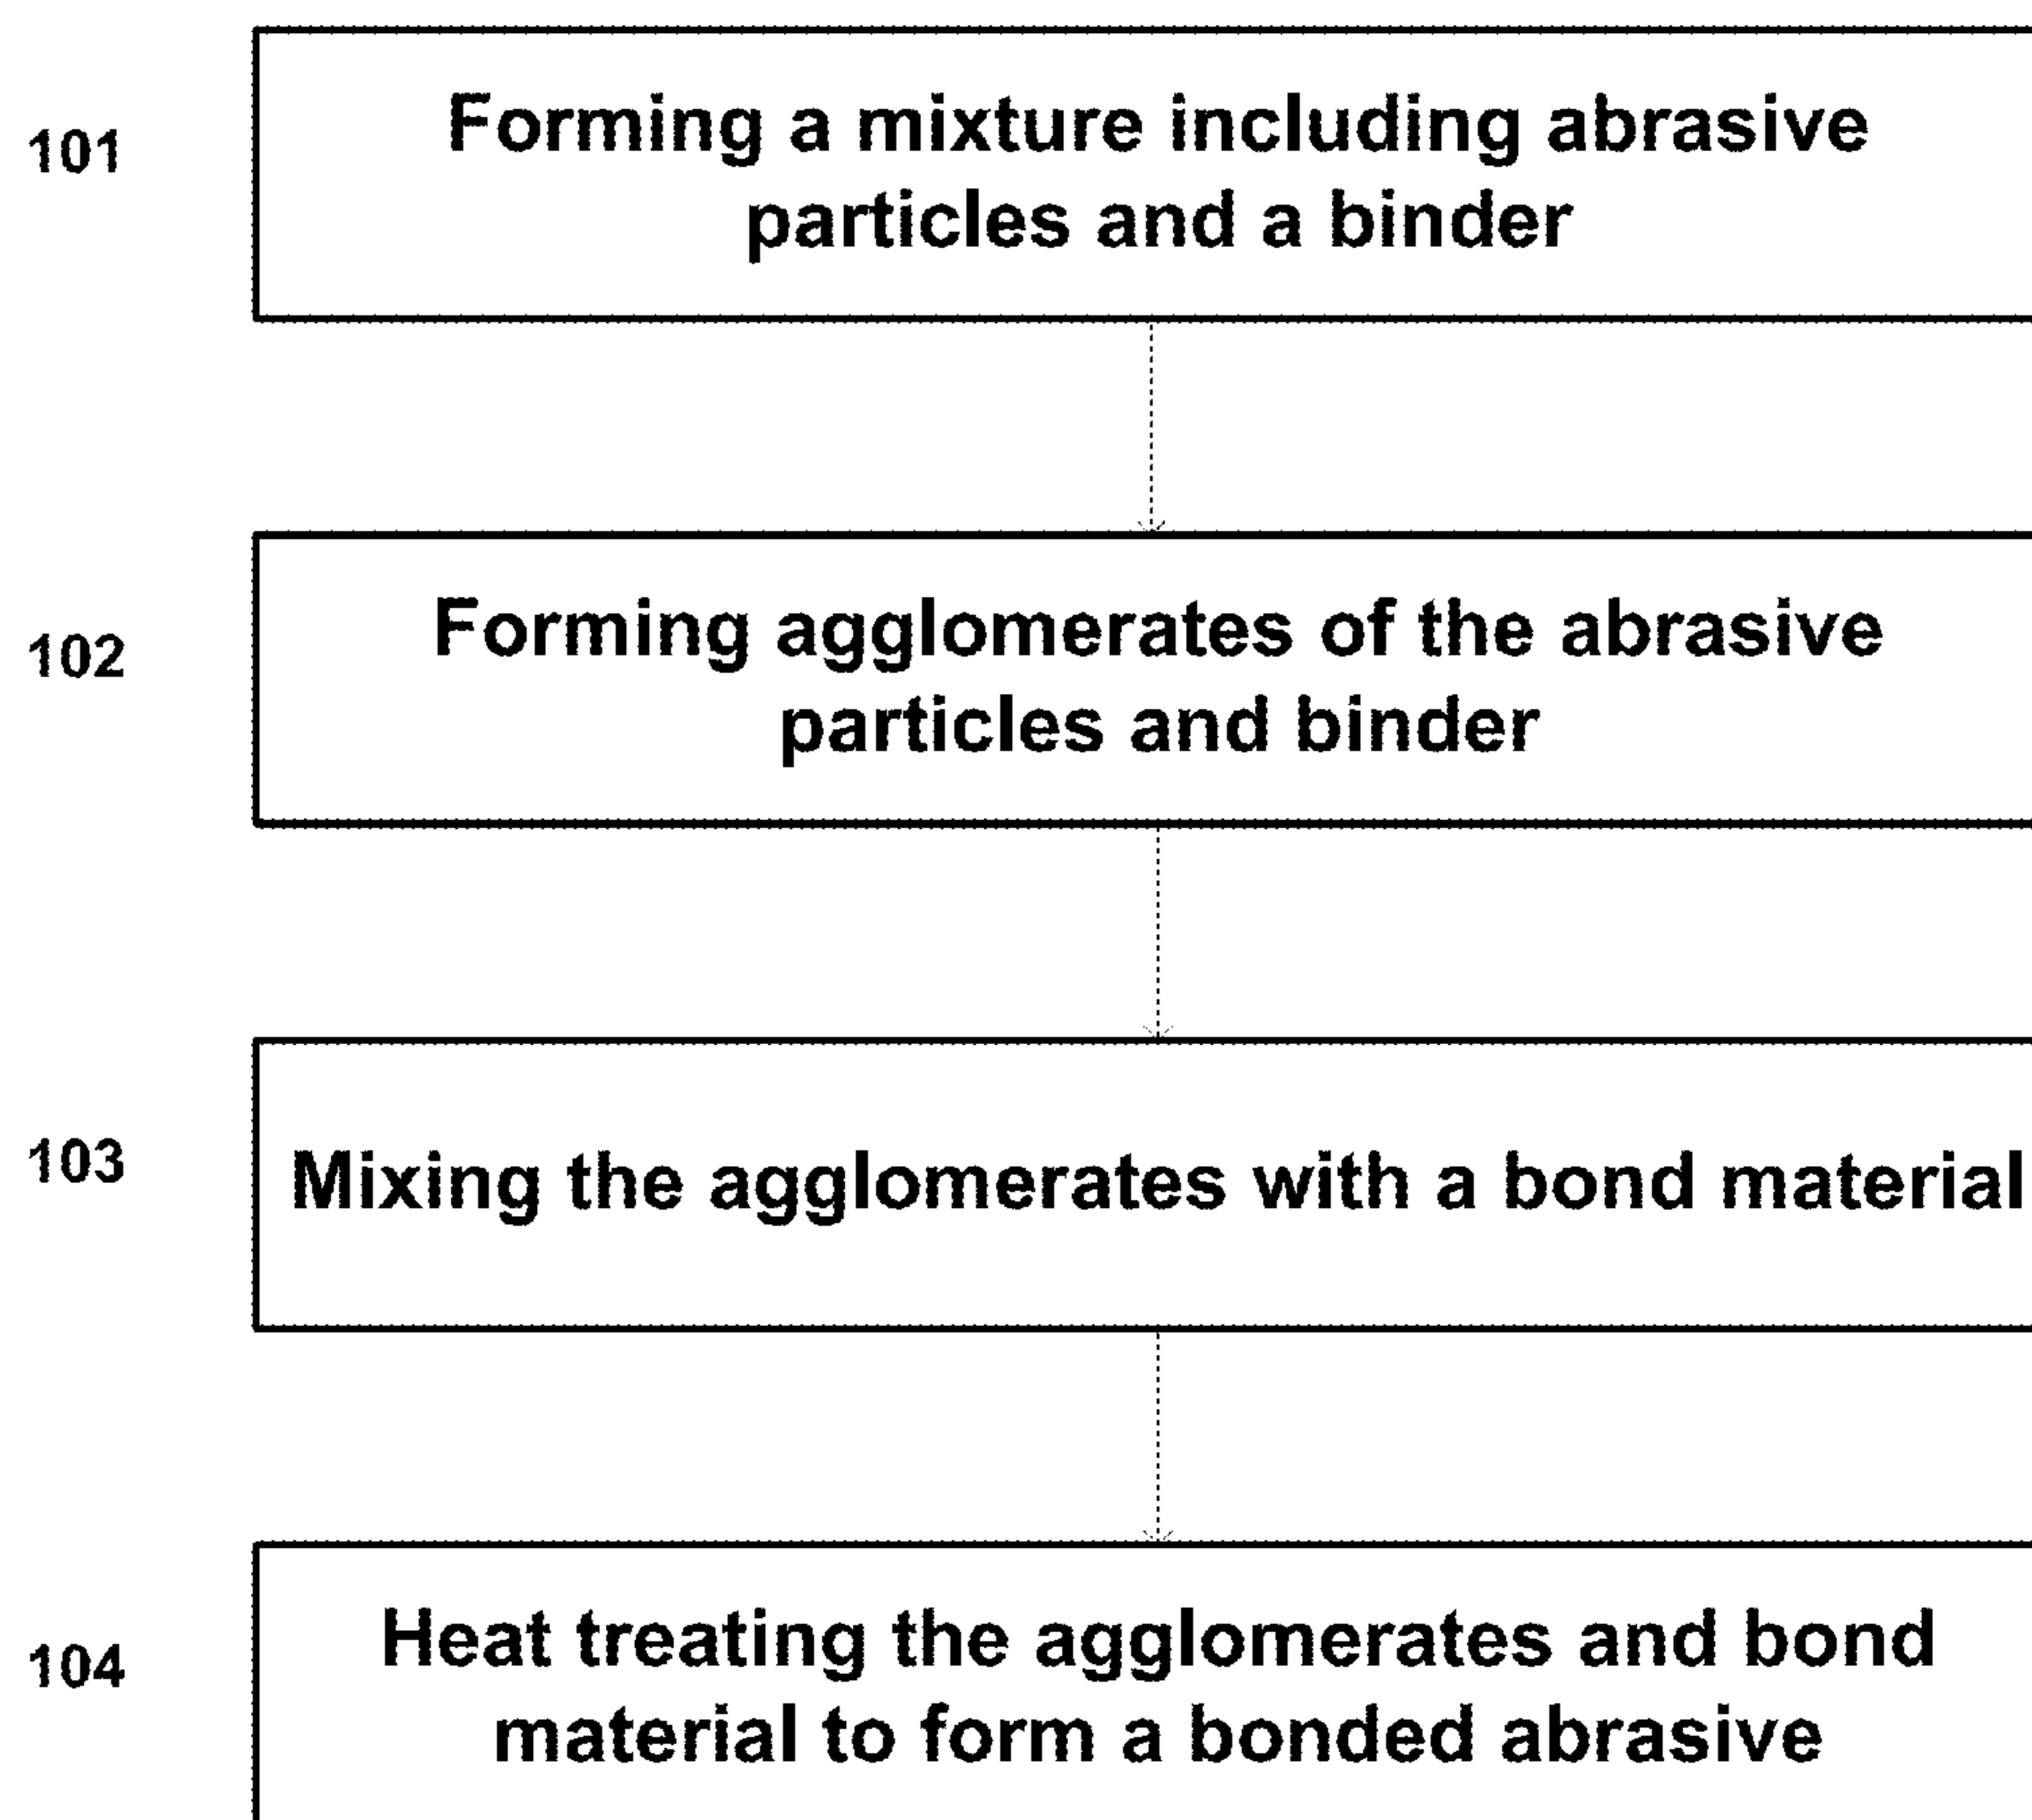 101
Forming a mixture including abrasive
particles and a binder
102
Forming agglomerates of the abrasive
particles and binder
103
Mixing the agglomerates with a bond material
104
Heat treating the agglomerates and bond
material to form a bonded abrasive